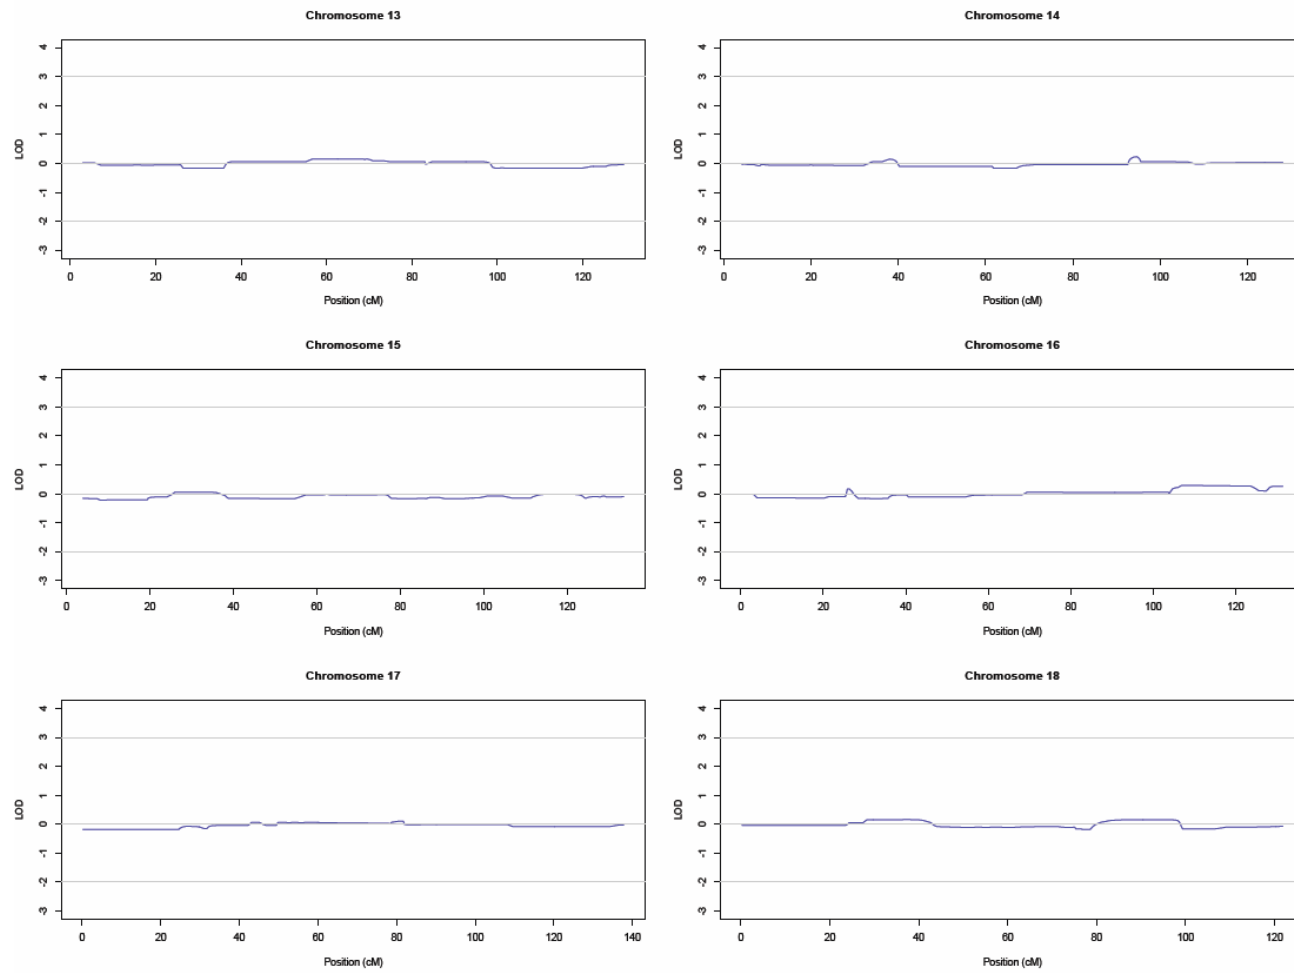 Chromosome 13
LOD
4
3
2
1
0
-1
-2
-3
0 20 40 60 80 100 120
Position (cM)
Chromosome 14
LOD
4
3
2
1
0
-1
-2
-3
0 20 40 60 80 100 120
Position (cM)
Chromosome 15
LOD
4
3
2
1
0
-1
-2
-3
0 20 40 60 80 100 120
Position (cM)
Chromosome 16
LOD
4
3
2
1
0
-1
-2
-3
0 20 40 60 80 100 120
Position (cM)
Chromosome 17
LOD
4
3
2
1
0
-1
-2
-3
0 20 40 60 80 100 120 140
Position (cM)
Chromosome 18
LOD
4
3
2
1
0
-1
-2
-3
0 20 40 60 80 100 120
Position (cM)